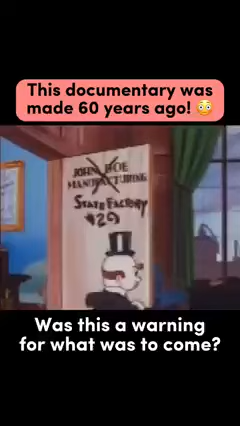 This documentary was
made 60 years ago! 😳
JOHN DOE
MANUFACTURING
STATE FACTORY
#29
Was this a warning
for what was to come?